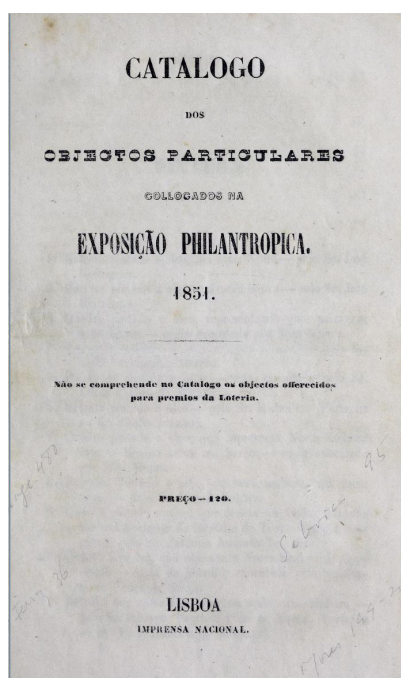 CATALOGO
DOS
OBJECTOS PARTICULARES
COLLOCADOS NA
EXPOSIÇÃO PHILANTROPICA.
1851.
Não se comprehende no Catalogo os objectos offerecidos
para premios da Loteria.
PREÇO — 120.
LISBOA
IMPRENSA NACIONAL.